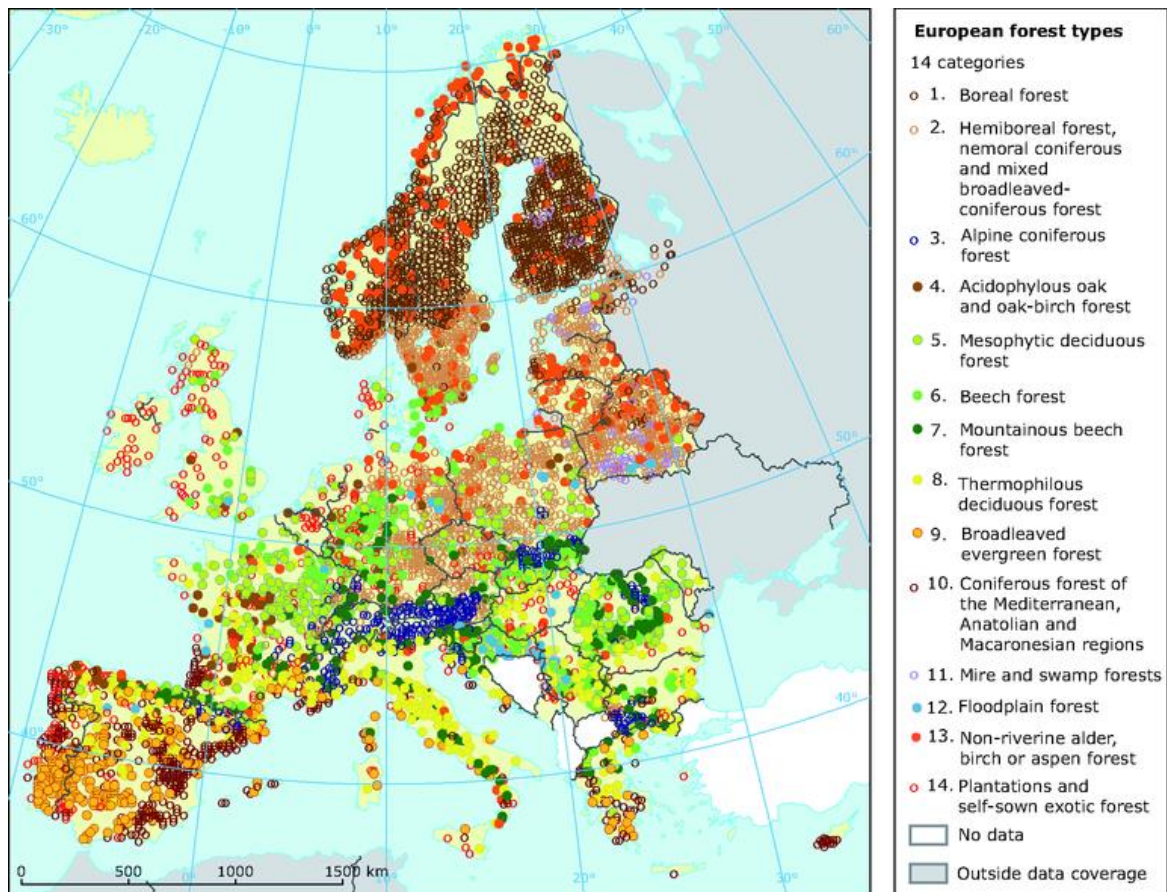 -30° -20° -10° 0° 10° 20° 30° 40° 50° 60°
60°
60°
50°
50°
40°
40°
0° 10° 20° 30°
0 500 1000 1500 km
European forest types
14 categories
1. Boreal forest
2. Hemiboreal forest,
nemoral coniferous
and mixed
broadleaved-
coniferous forest
3. Alpine coniferous
forest
4. Acidophylous oak
and oak-birch forest
5. Mesophytic deciduous
forest
6. Beech forest
7. Mountainous beech
forest
8. Thermophilous
deciduous forest
9. Broadleaved
evergreen forest
10. Coniferous forest of
the Mediterranean,
Anatolian and
Macaronesian regions
11. Mire and swamp forests
12. Floodplain forest
13. Non-riverine alder,
birch or aspen forest
14. Plantations and
self-sown exotic forest
No data
Outside data coverage